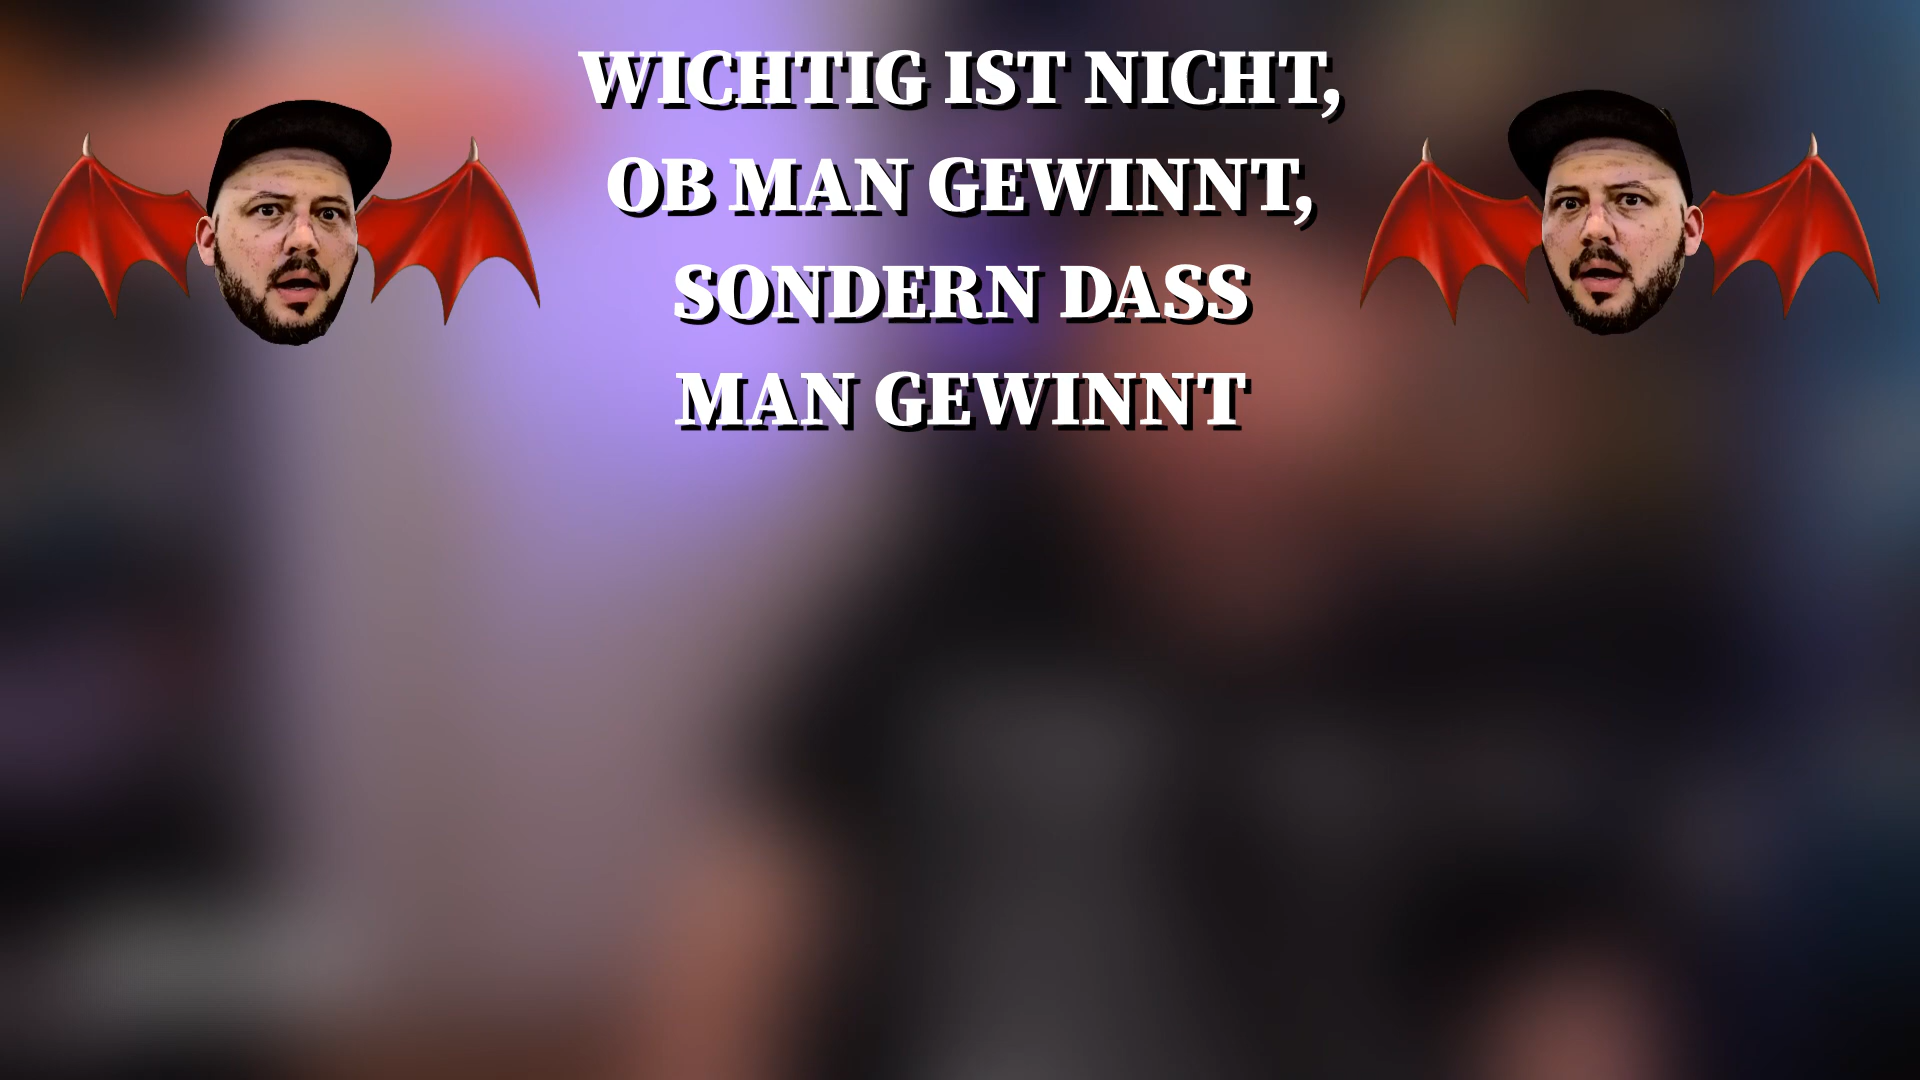 WICHTIG IST NICHT,
OB MAN GEWINNT,
SONDERN DASS
MAN GEWINNT